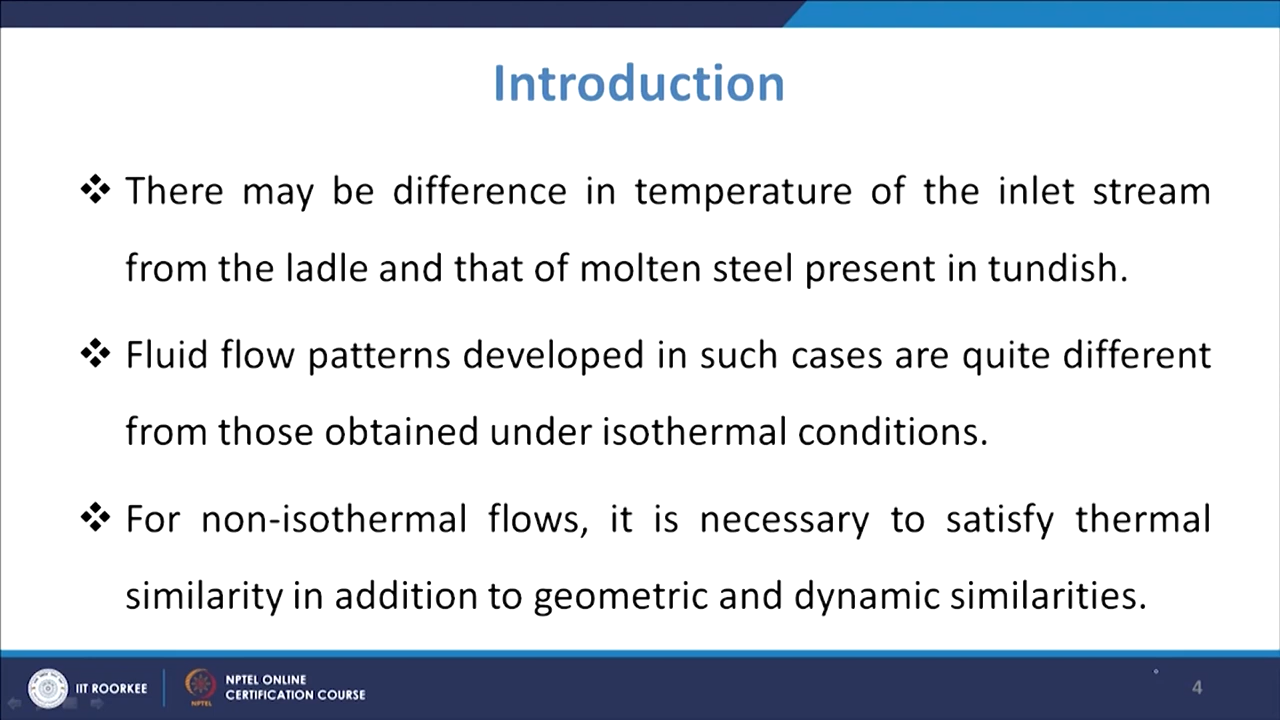 Introduction
❖ There may be difference in temperature of the inlet stream
from the ladle and that of molten steel present in tundish.
❖ Fluid flow patterns developed in such cases are quite different
from those obtained under isothermal conditions.
❖ For non-isothermal flows, it is necessary to satisfy thermal
similarity in addition to geometric and dynamic similarities.
IIT ROORKEE
NPTEL
NPTEL ONLINE
CERTIFICATION COURSE
4